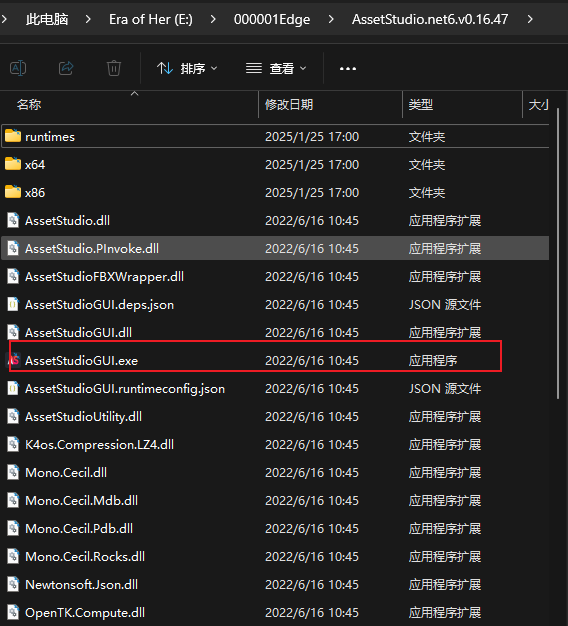 此电脑 Era of Her (E:) 000001Edge AssetStudio.net6.v0.16.47
排序 查看
名称 修改日期 类型 大小
runtimes 2025/1/25 17:00 文件夹
x64 2025/1/25 17:00 文件夹
x86 2025/1/25 17:00 文件夹
AssetStudio.dll 2022/6/16 10:45 应用程序扩展
AssetStudio.PInvoke.dll 2022/6/16 10:45 应用程序扩展
AssetStudioFBXWrapper.dll 2022/6/16 10:45 应用程序扩展
AssetStudioGUI.deps.json 2022/6/16 10:45 JSON 源文件
AssetStudioGUI.dll 2022/6/16 10:45 应用程序扩展
AssetStudioGUI.exe 2022/6/16 10:45 应用程序
AssetStudioGUI.runtimeconfig.json 2022/6/16 10:45 JSON 源文件
AssetStudioUtility.dll 2022/6/16 10:45 应用程序扩展
K4os.Compression.LZ4.dll 2022/6/16 10:45 应用程序扩展
Mono.Cecil.dll 2022/6/16 10:45 应用程序扩展
Mono.Cecil.Mdb.dll 2022/6/16 10:45 应用程序扩展
Mono.Cecil.Pdb.dll 2022/6/16 10:45 应用程序扩展
Mono.Cecil.Rocks.dll 2022/6/16 10:45 应用程序扩展
Newtonsoft.Json.dll 2022/6/16 10:45 应用程序扩展
OpenTK.Compute.dll 2022/6/16 10:45 应用程序扩展